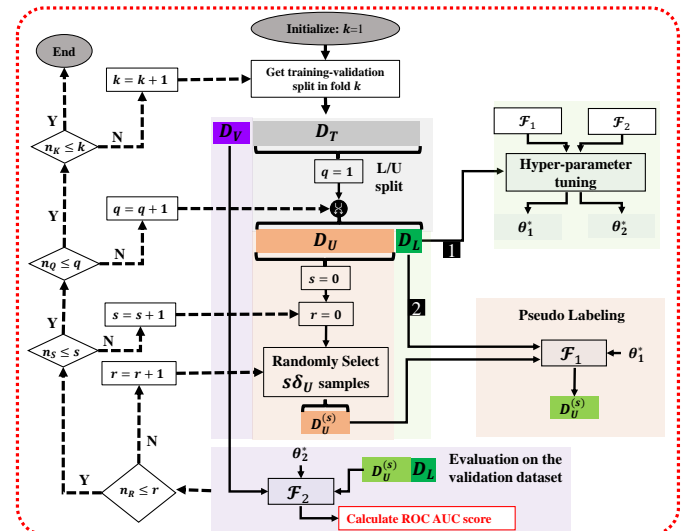 Initialize: k=1
End
k = k + 1
Get training-validation
split in fold k
Y
N
n_K ≤ k
D_V
D_T
L/U
split
q = 1
ℱ_1
ℱ_2
Hyper-parameter
tuning
θ_1^*
θ_2^*
Y
q = q + 1
N
n_Q ≤ q
D_U
D_L
1
s = 0
2
Y
s = s + 1
N
n_S ≤ s
r = 0
Pseudo Labeling
r = r + 1
Randomly Select
sδ_U samples
ℱ_1
θ_1^*
D_U^(s)
D_U^(s)
N
Y
n_R ≤ r
θ_2^*
ℱ_2
D_U^(s) D_L
Evaluation on the
validation dataset
Calculate ROC AUC score